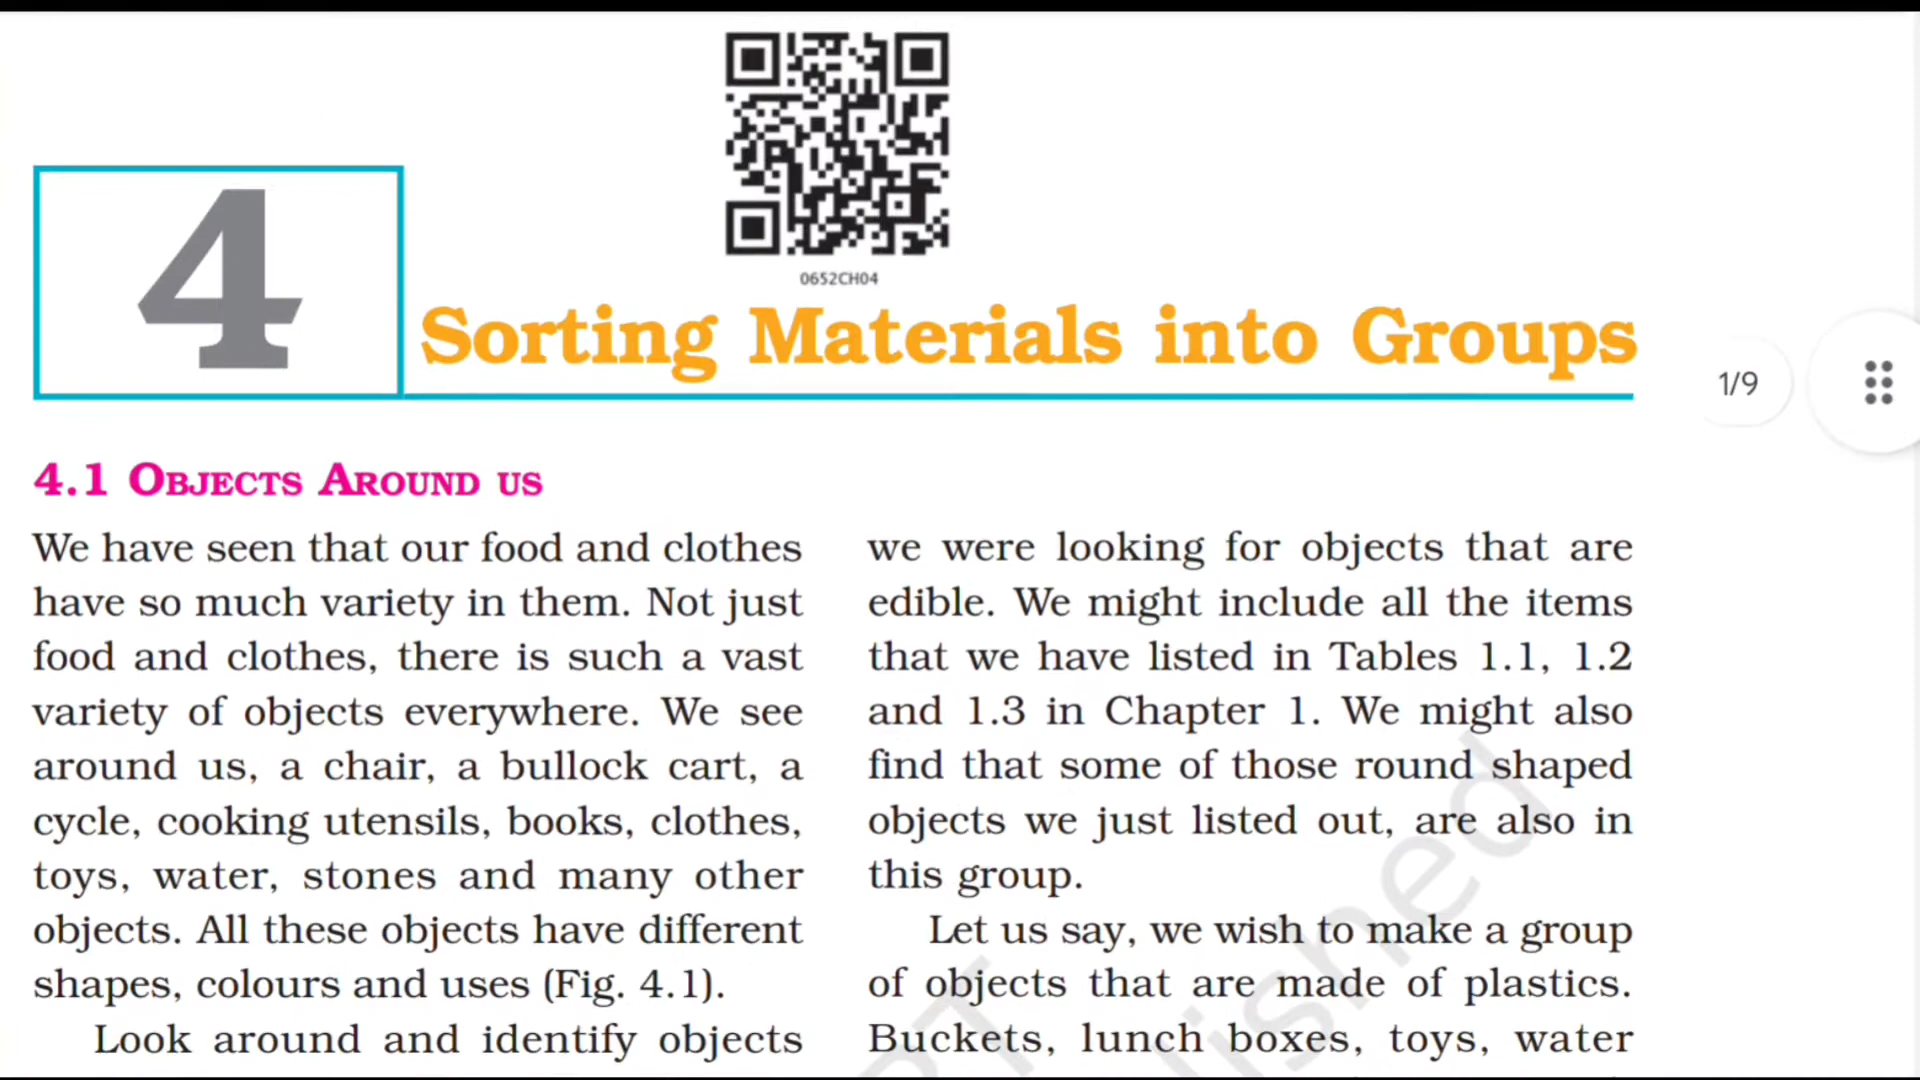 0652CH04
4
Sorting Materials into Groups
1/9
4.1 OBJECTS AROUND US
We have seen that our food and clothes
have so much variety in them. Not just
food and clothes, there is such a vast
variety of objects everywhere. We see
around us, a chair, a bullock cart, a
cycle, cooking utensils, books, clothes,
toys, water, stones and many other
objects. All these objects have different
shapes, colours and uses (Fig. 4.1).
Look around and identify objects
we were looking for objects that are
edible. We might include all the items
that we have listed in Tables 1.1, 1.2
and 1.3 in Chapter 1. We might also
find that some of those round shaped
objects we just listed out, are also in
this group.
Let us say, we wish to make a group
of objects that are made of plastics.
Buckets, lunch boxes, toys, water